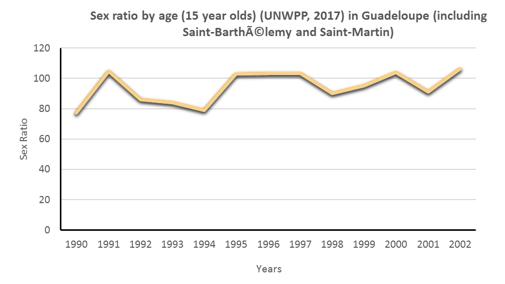 Sex ratio by age (15 year olds) (UNWPP, 2017) in Guadeloupe (including
Saint-BarthÃ©lemy and Saint-Martin)
120
100
80
60
40
20
0
Sex Ratio
1990 1991 1992 1993 1994 1995 1996 1997 1998 1999 2000 2001 2002
Years